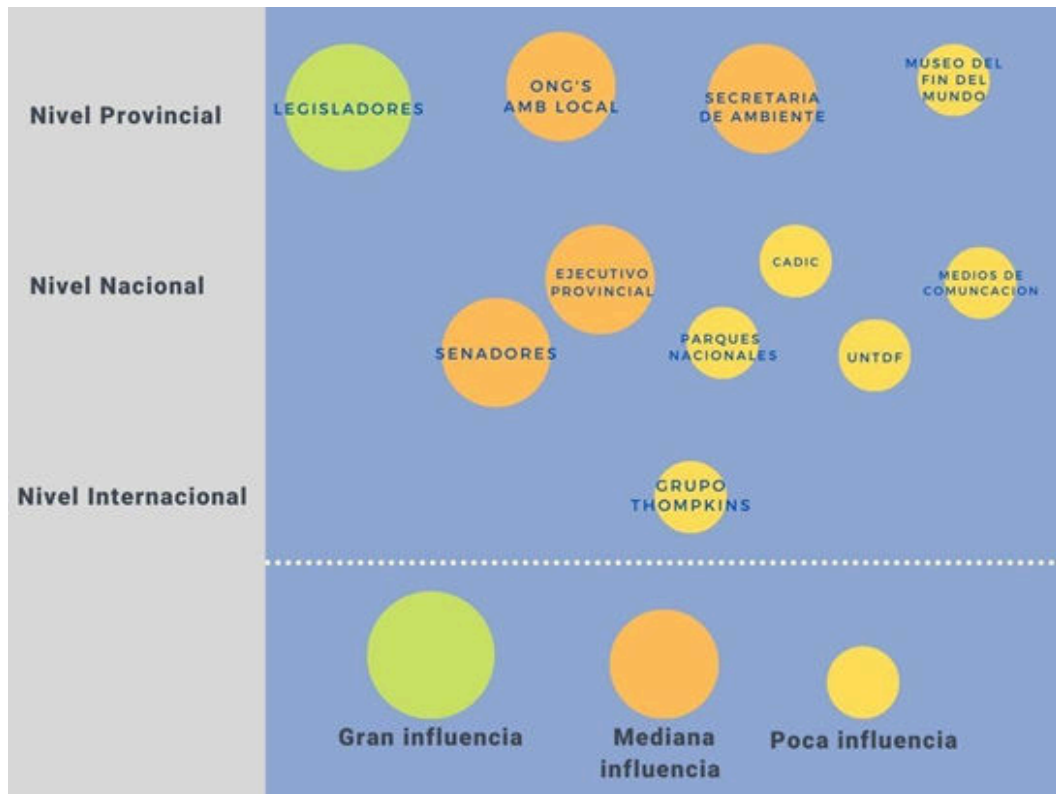 Nivel Provincial
LEGISLADORES
ONG'S
AMB LOCAL
SECRETARIA
DE AMBIENTE
MUSEO DEL
FIN DEL
MUNDO
Nivel Nacional
EJECUTIVO
PROVINCIAL
CADIC
MEDIOS DE
COMUNCACION
SENADORES
PARQUES
NACIONALES
UNTDF
Nivel Internacional
GRUPO
THOMPKINS
Gran influencia
Mediana
influencia
Poca influencia